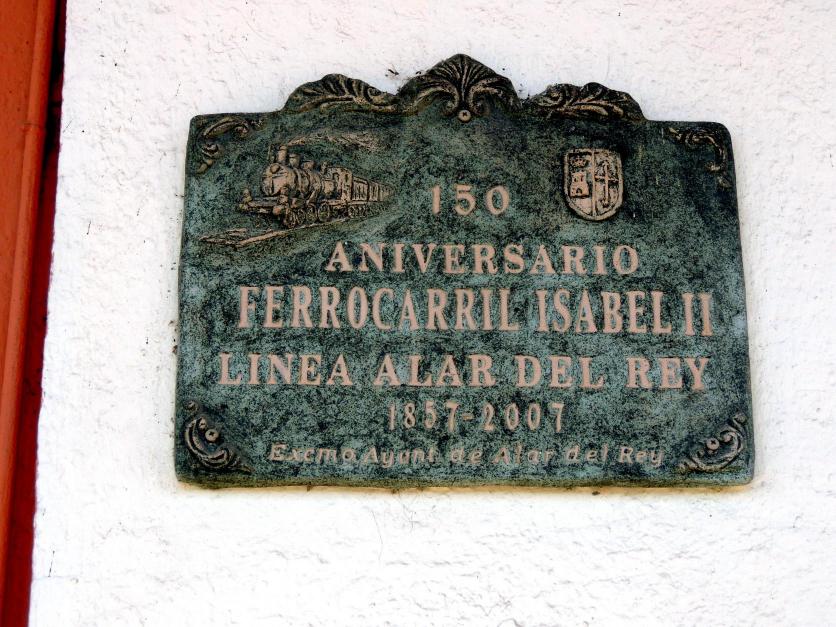 150
ANIVERSARIO
FERROCARRIL ISABEL II
LINEA ALAR DEL REY
1857-2007
Excmo Ayunt de Alar del Rey